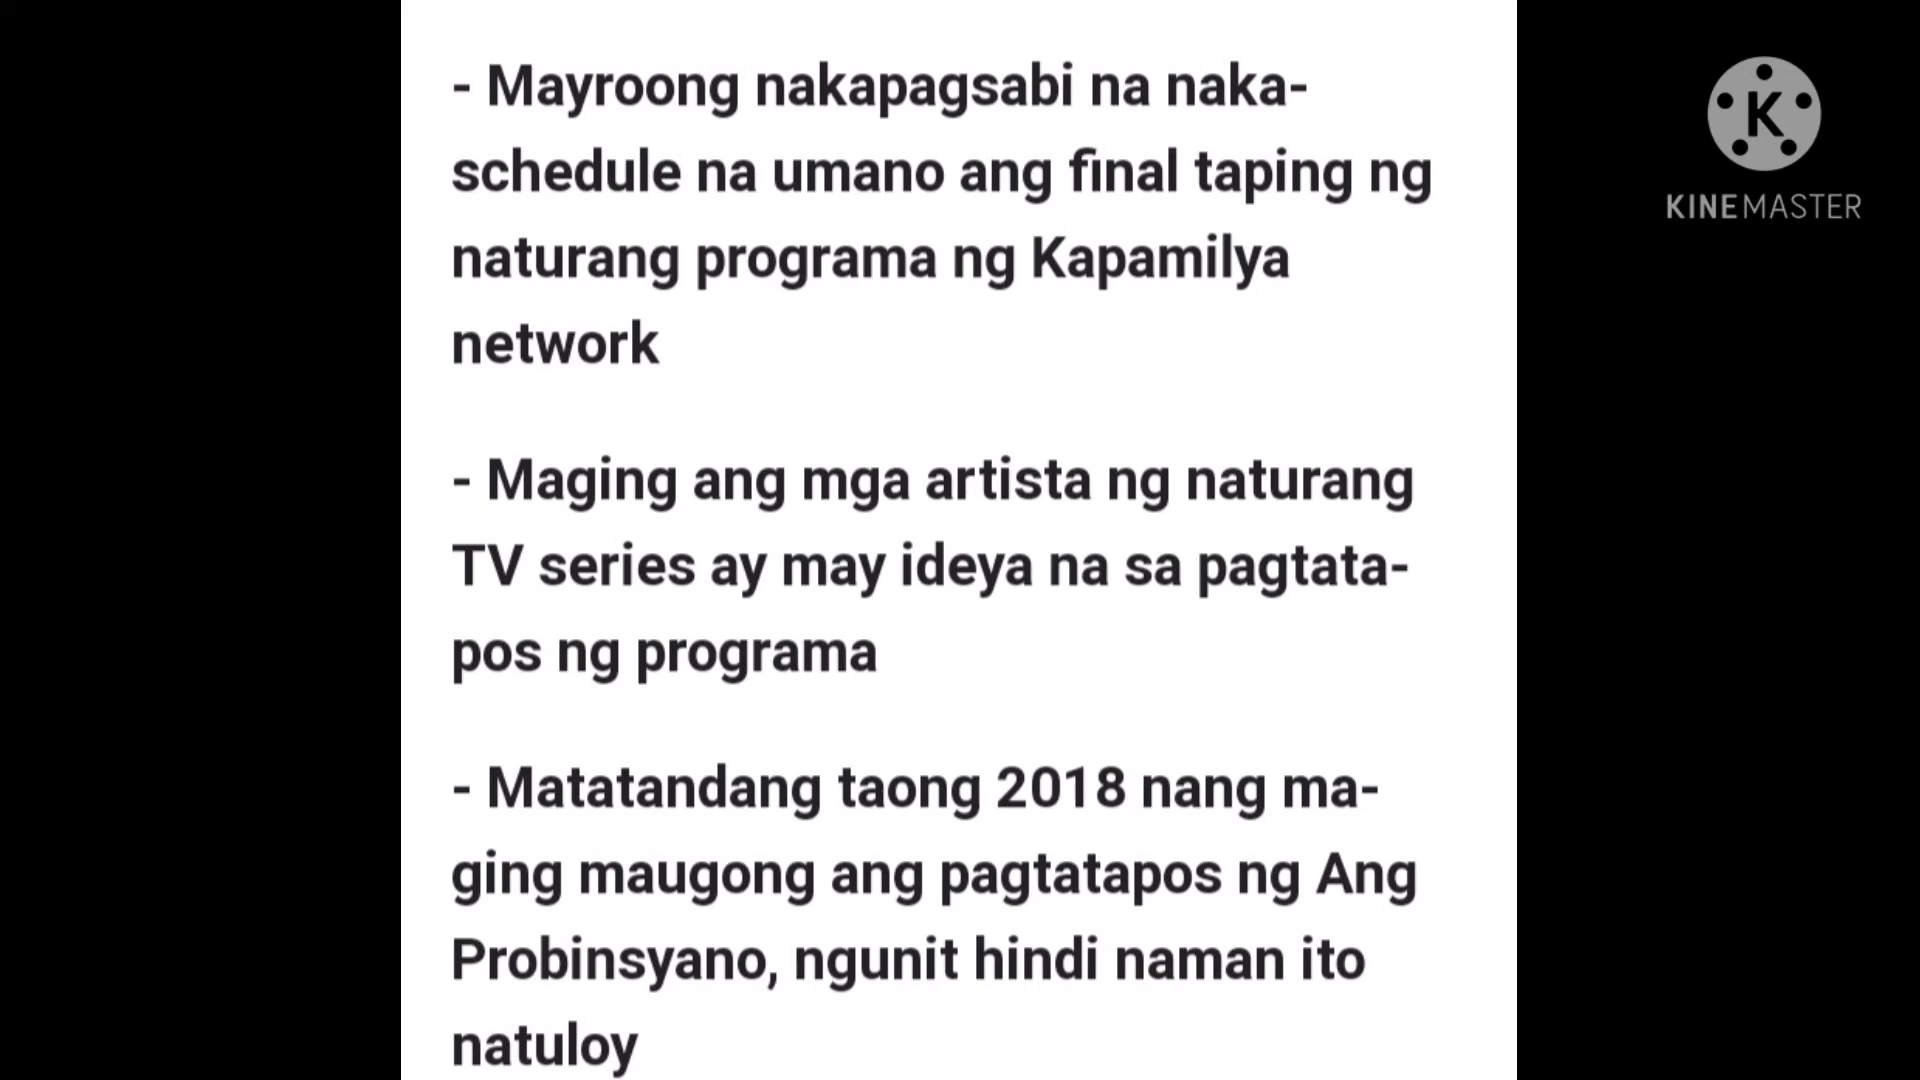 - Mayroong nakapagsabi na naka-
schedule na umano ang final taping ng
naturang programa ng Kapamilya
network
- Maging ang mga artista ng naturang
TV series ay may ideya na sa pagtata-
pos ng programa
- Matatandang taong 2018 nang ma-
ging maugong ang pagtatapos ng Ang
Probinsyano, ngunit hindi naman ito
natuloy
K
KINEMASTER